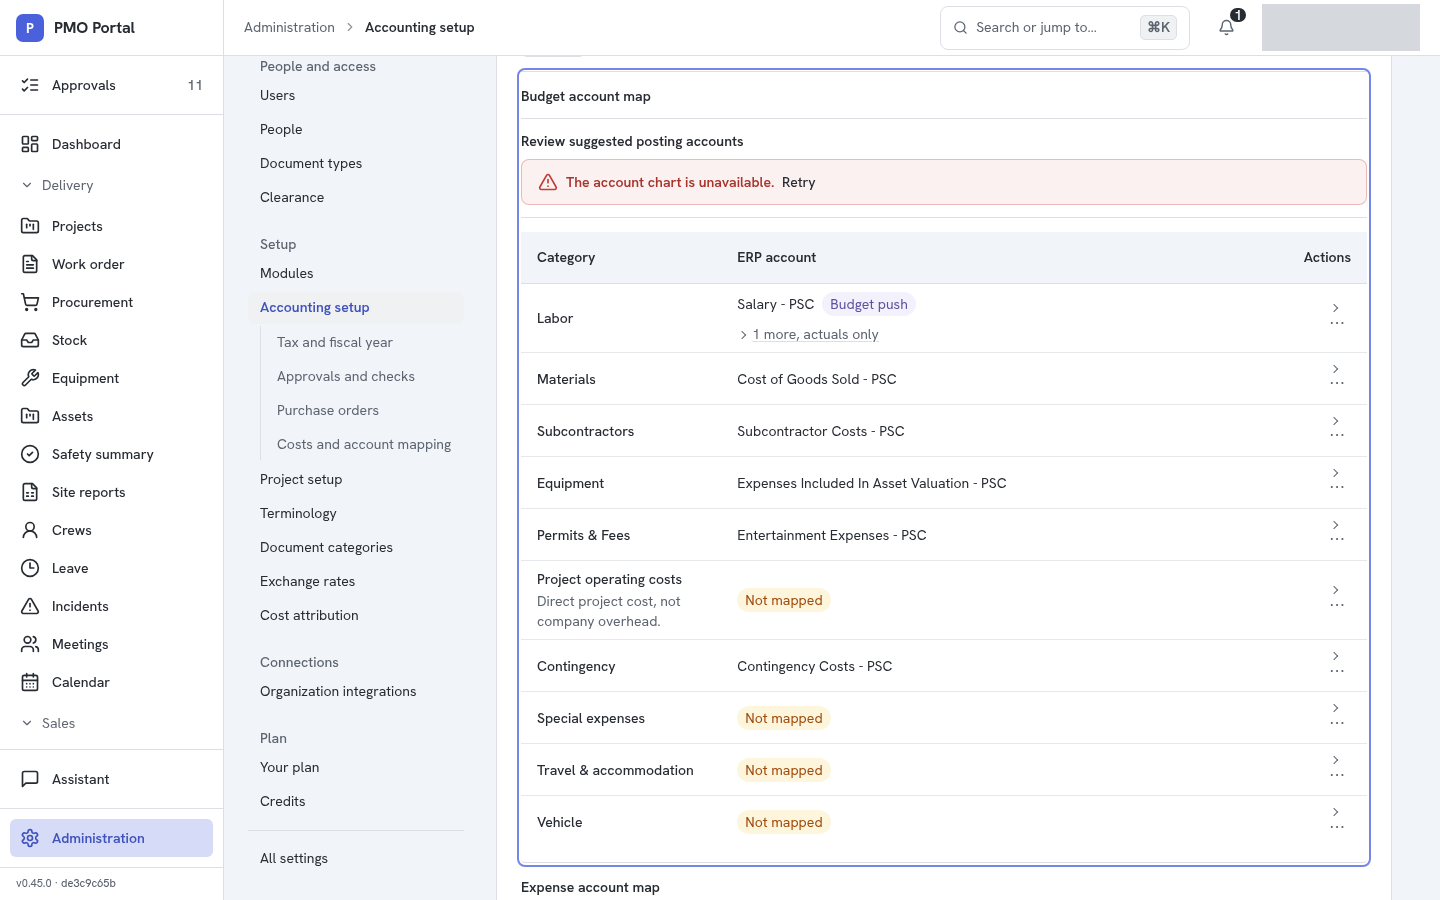 P PMO Portal
Administration > Accounting setup
Search or jump to... ⌘K
1
Approvals 11
Dashboard
Delivery
Projects
Work order
Procurement
Stock
Equipment
Assets
Safety summary
Site reports
Crews
Leave
Incidents
Meetings
Calendar
Sales
Assistant
Administration
v0.45.0 · de3c9c65b
People and access
Users
People
Document types
Clearance
Setup
Modules
Accounting setup
Tax and fiscal year
Approvals and checks
Purchase orders
Costs and account mapping
Project setup
Terminology
Document categories
Exchange rates
Cost attribution
Connections
Organization integrations
Plan
Your plan
Credits
All settings
Budget account map
Review suggested posting accounts
The account chart is unavailable. Retry
Category ERP account Actions
Labor Salary - PSC Budget push
1 more, actuals only
Materials Cost of Goods Sold - PSC
Subcontractors Subcontractor Costs - PSC
Equipment Expenses Included In Asset Valuation - PSC
Permits & Fees Entertainment Expenses - PSC
Project operating costs
Direct project cost, not
company overhead.
Not mapped
Contingency Contingency Costs - PSC
Special expenses Not mapped
Travel & accommodation Not mapped
Vehicle Not mapped
Expense account map